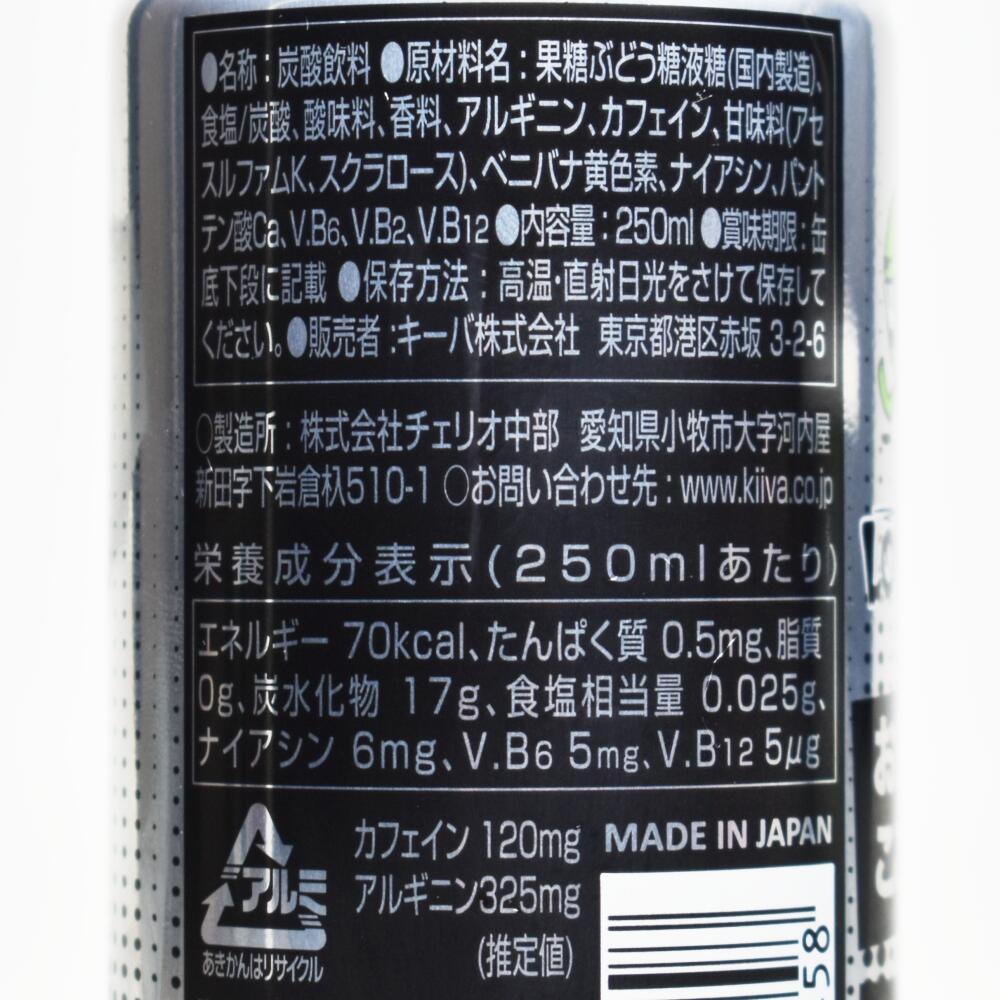 ●名称：炭酸飲料 ●原材料名：果糖ぶどう糖液糖(国内製造)、
食塩/炭酸、酸味料、香料、アルギニン、カフェイン、甘味料(アセ
スルファムK、スクラロース)、ベニバナ黄色素、ナイアシン、パント
テン酸Ca、V.B6、V.B2、V.B12 ●内容量：250ml ●賞味期限：缶
底下段に記載 ●保存方法：高温・直射日光をさけて保存して
ください。●販売者：キーバ株式会社 東京都港区赤坂 3-2-6
○製造所：株式会社チェリオ中部 愛知県小牧市大字河内屋
新田字下岩倉杁510-1 ○お問い合わせ先：www.kiiva.co.jp
栄養成分表示(250mlあたり)
エネルギー 70kcal、たんぱく質 0.5mg、脂質
0g、炭水化物 17g、食塩相当量 0.025g、
ナイアシン 6mg、V.B6 5mg、V.B12 5μg
カフェイン 120mg
アルギニン325mg
(推定値)
MADE IN JAPAN
アルミ
あきかんはリサイクル
58